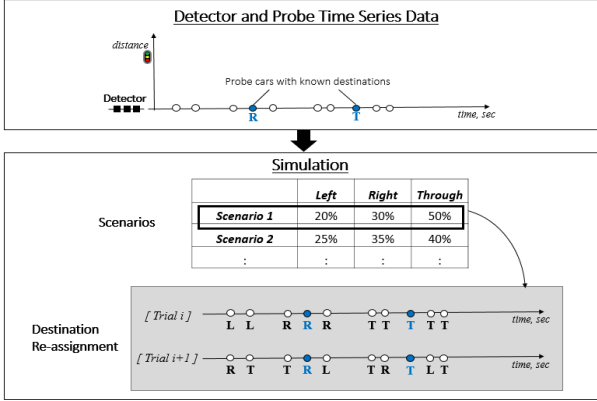 Detector and Probe Time Series Data
distance
Probe cars with known destinations
Detector
R T
time, sec
Simulation
Left Right Through
Scenarios
Scenario 1 20% 30% 50%
Scenario 2 25% 35% 40%
: : : :
Destination
Re-assignment
[ Trial i ] L L R R R T T T T T time, sec
[ Trial i+1 ] R T T R L T R T L T time, sec